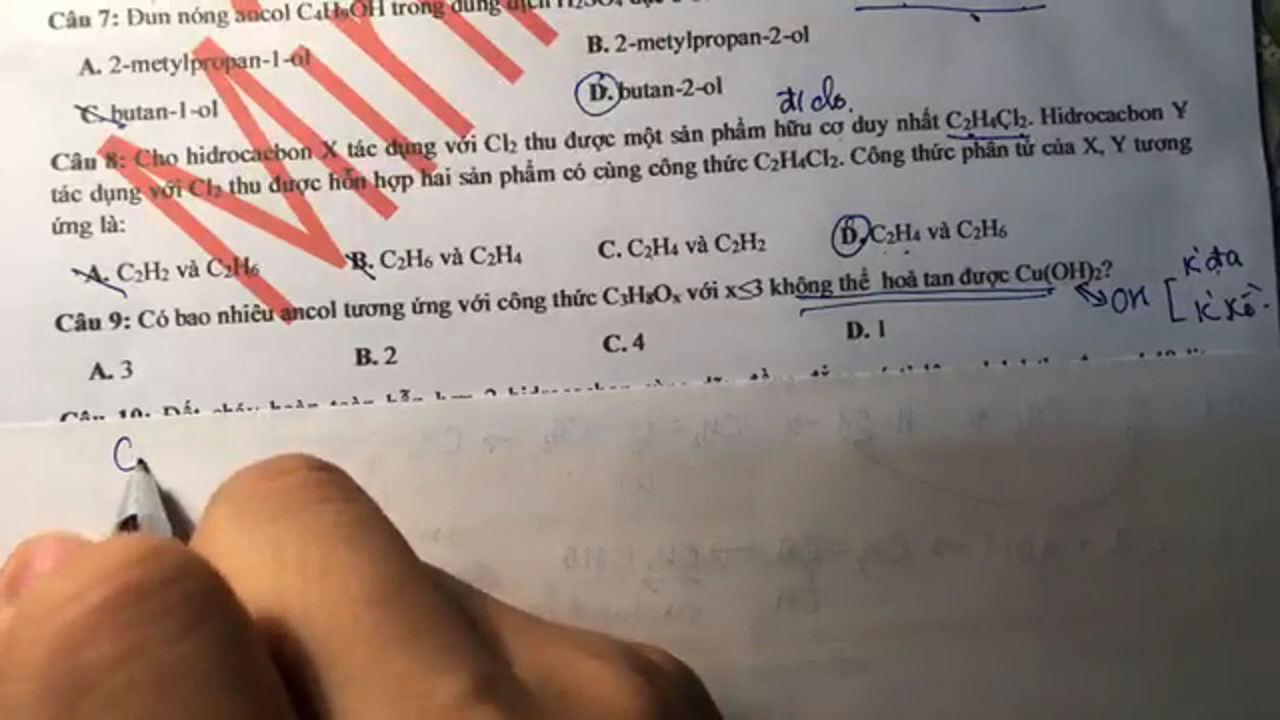 Câu 7: Đun nóng ancol C₄H₉OH trong dung dịch H₂SO₄
A. 2-metylpropan-1-ol
B. 2-metylpropan-2-ol
C. butan-1-ol
D. butan-2-ol
đi clo.
Câu 8: Cho hidrocacbon X tác dụng với Cl₂ thu được một sản phẩm hữu cơ duy nhất C₂H₄Cl₂. Hidrocacbon Y
tác dụng với Cl₂ thu được hỗn hợp hai sản phẩm có cùng công thức C₂H₄Cl₂. Công thức phân tử của X, Y tương
ứng là:
A. C₂H₂ và C₂H₆
B. C₂H₆ và C₂H₄
C. C₂H₄ và C₂H₂
D. C₂H₄ và C₂H₆
Câu 9: Có bao nhiêu ancol tương ứng với công thức C₃H₈Oₓ với x≤3 không thể hoà tan được Cu(OH)₂?
OH [
k' đa
k' kề
A. 3
B. 2
C. 4
D. 1
Câu 10:
C